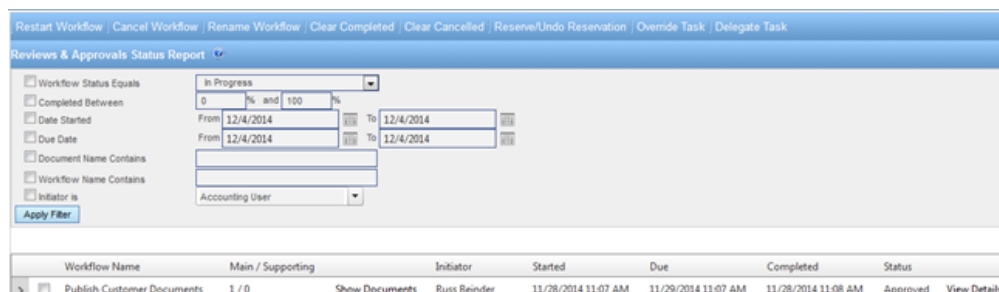 Restart Workflow | Cancel Workflow | Rename Workflow | Clear Completed | Clear Cancelled | Reserve/Undo Reservation | Override Task | Delegate Task
Reviews & Approvals Status Report
Workflow Status Equals In Progress
Completed Between 0 % and 100 %
Date Started From 12/4/2014 To 12/4/2014
Due Date From 12/4/2014 To 12/4/2014
Document Name Contains
Workflow Name Contains
Initiator is Accounting User
Apply Filter
Workflow Name Main / Supporting Initiator Started Due Completed Status
> Publish Customer Documents 1 / 0 Show Documents Russ Beinder 11/28/2014 11:07 AM 11/29/2014 11:07 AM 11/28/2014 11:08 AM Approved View Details